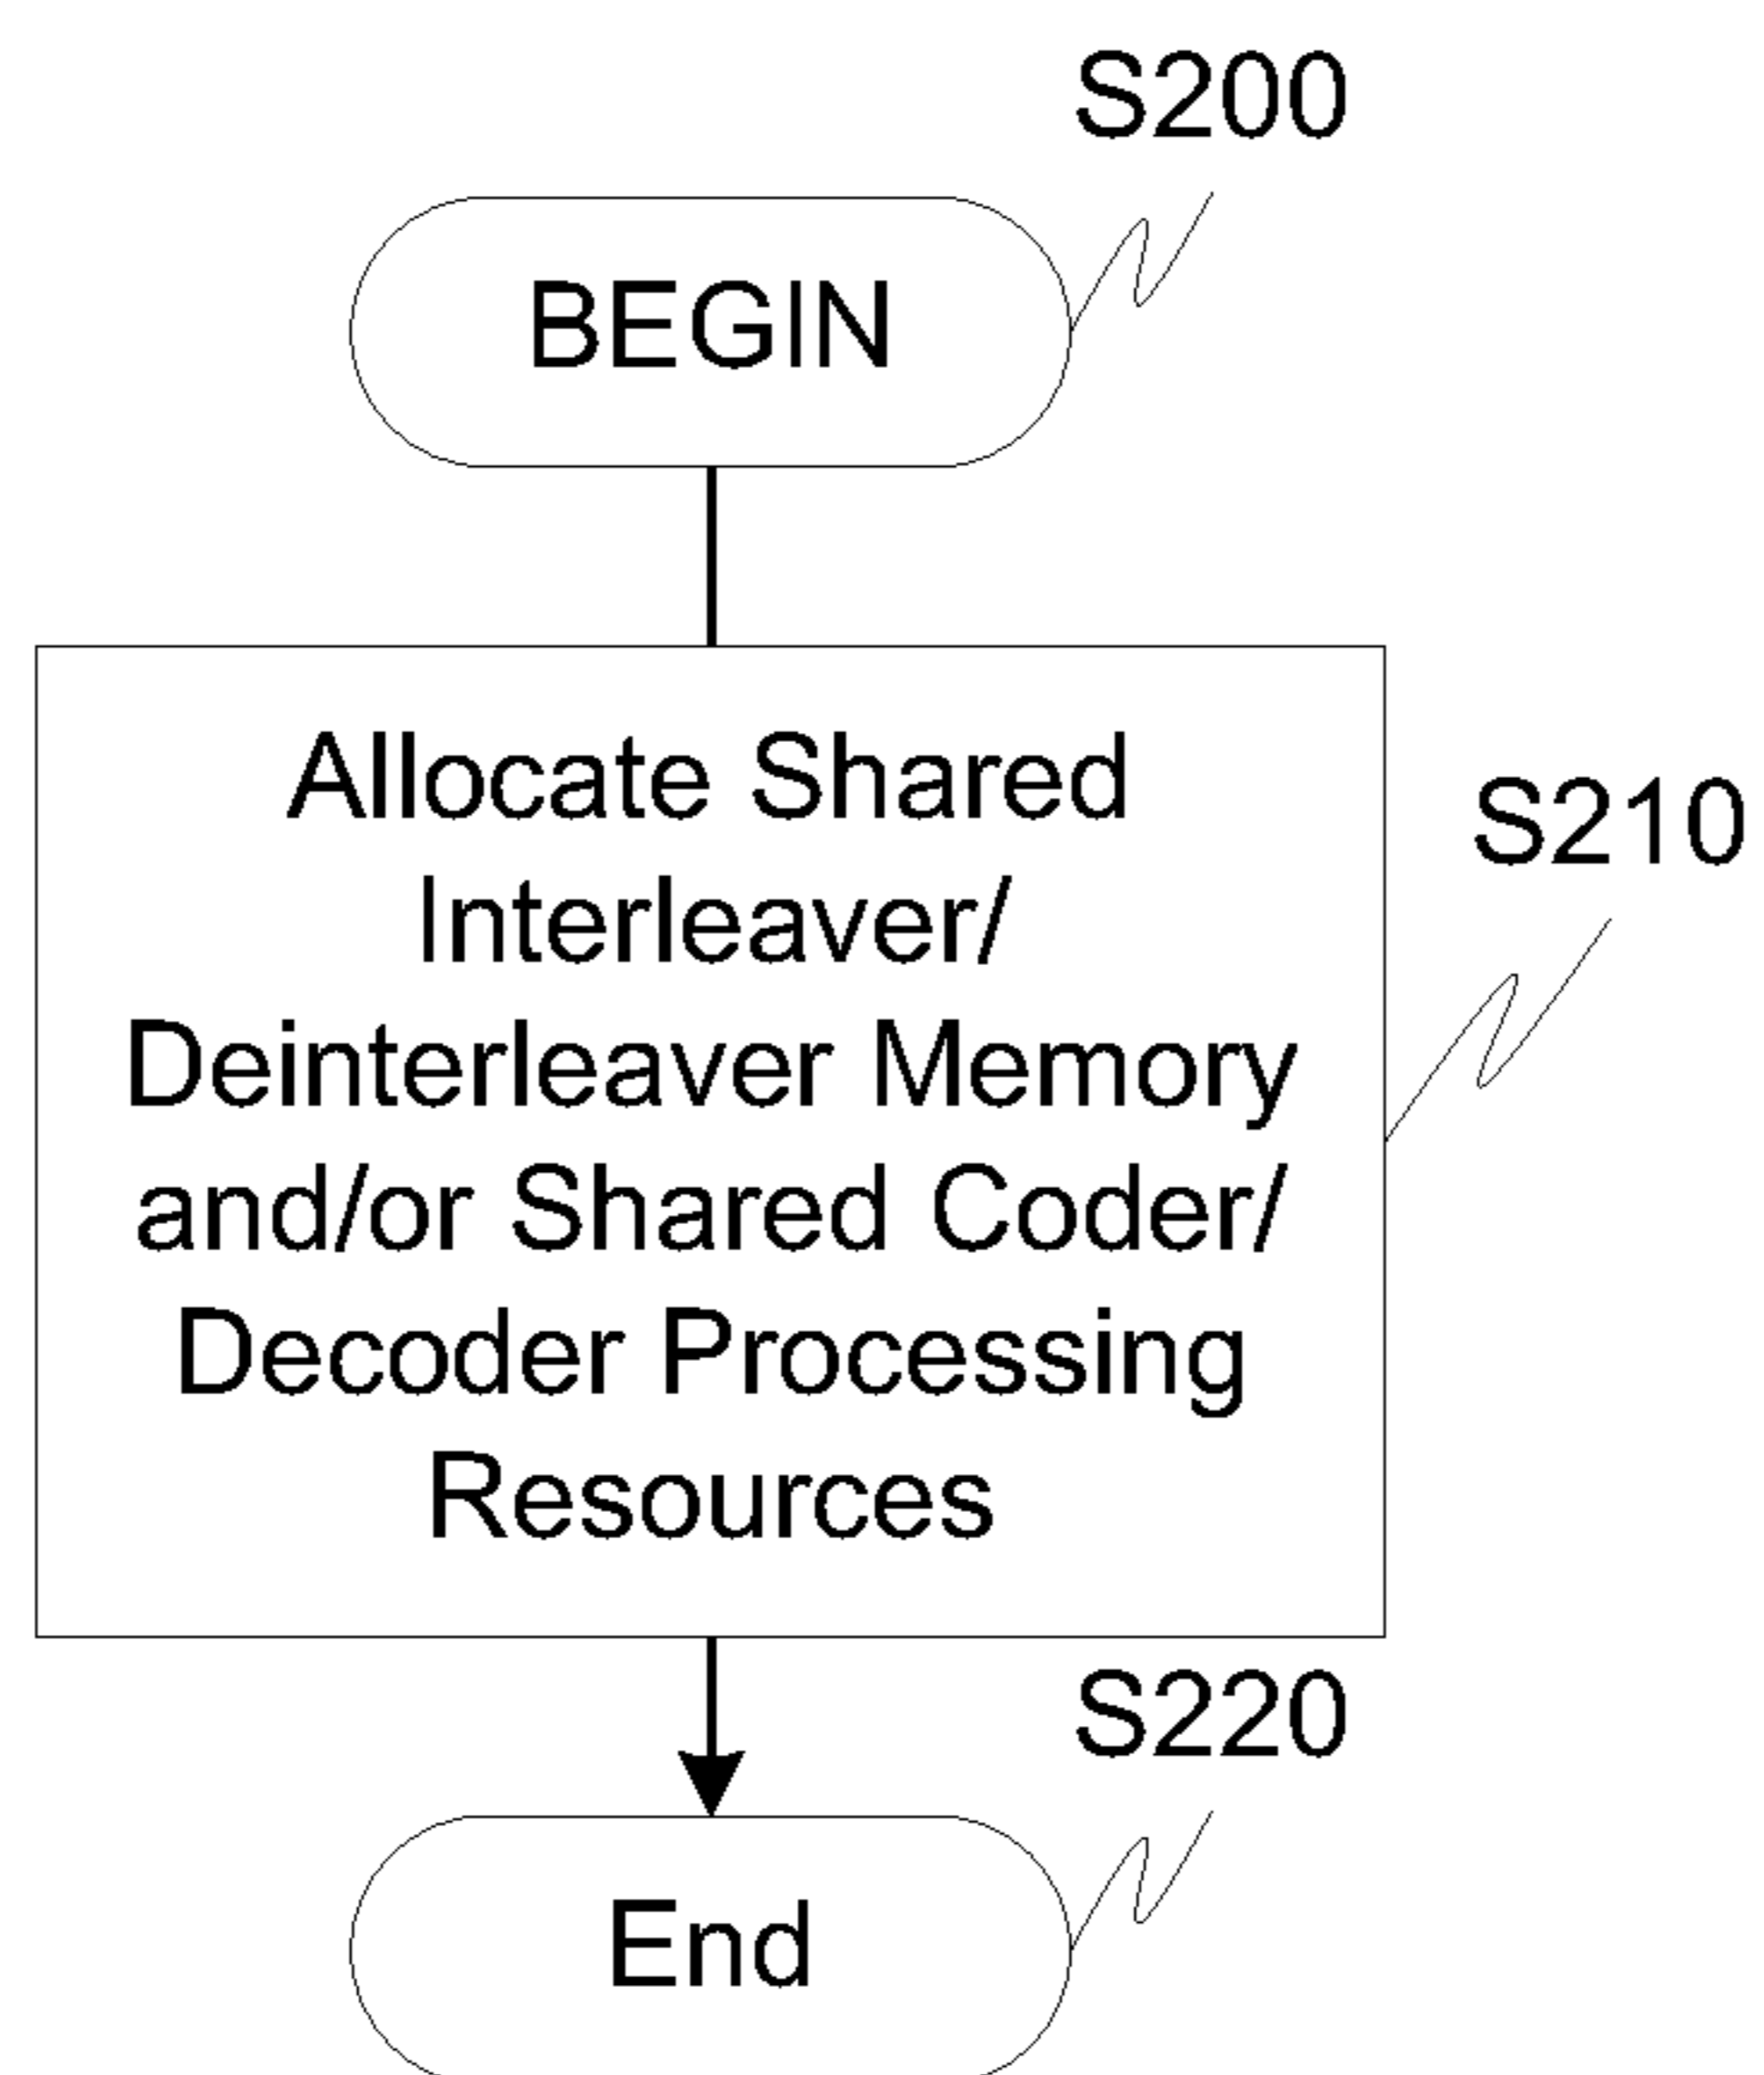 S200
BEGIN
Allocate Shared
Interleaver/
Deinterleaver Memory
and/or Shared Coder/
Decoder Processing
Resources
S210
S220
End